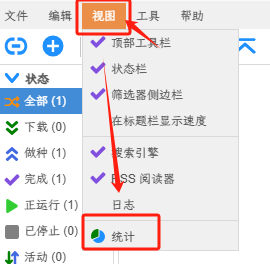 文件 编辑 视图 工具 帮助
顶部工具栏
状态栏
筛选器侧边栏
在标题栏显示速度
搜索引擎
RSS 阅读器
日志
统计
状态
全部 (1)
下载 (0)
做种 (1)
完成 (1)
正运行 (1)
已停止 (0)
活动 (0)